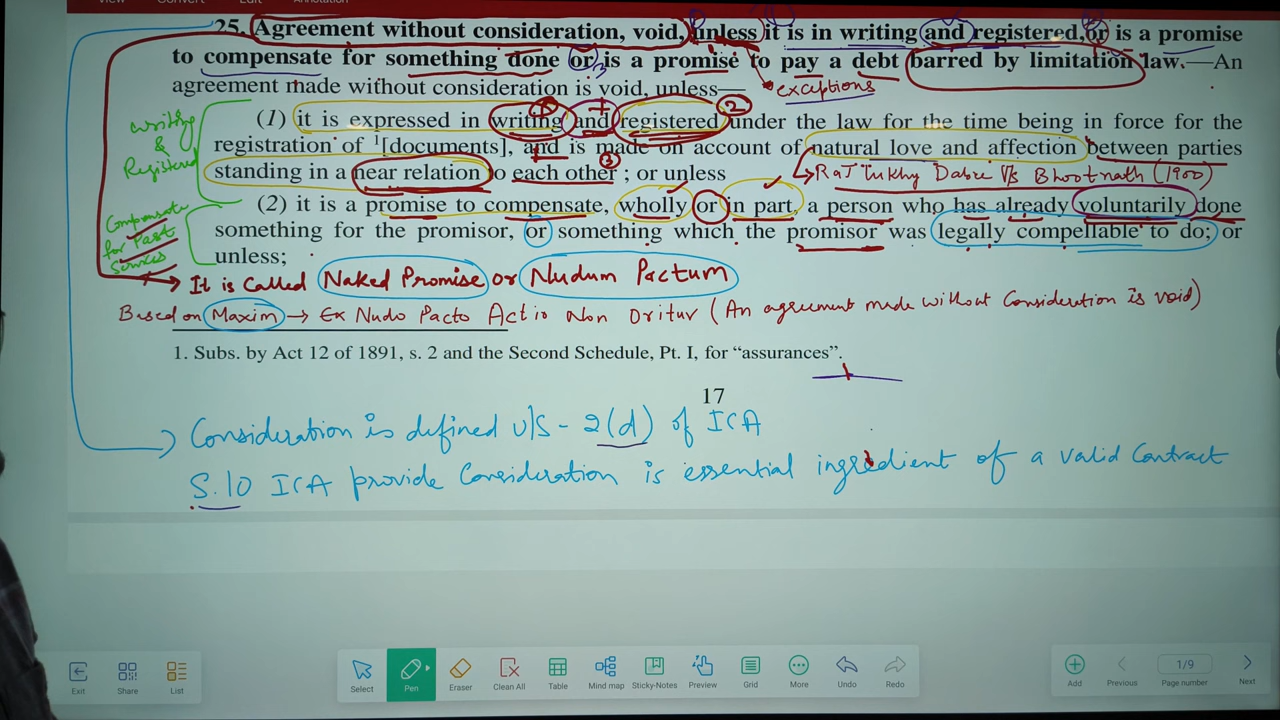 View Convert Edit Annotation
25. Agreement without consideration, void, unless it is in writing and registered, or is a promise
to compensate for something done or is a promise to pay a debt barred by limitation law.—An
agreement made without consideration is void, unless—
exceptions
writing
&
Registered
(1) it is expressed in writing and registered under the law for the time being in force for the
+ 2
registration of 1[documents], and is made on account of natural love and affection between parties
3
standing in a near relation to each other ; or unless
Raj lukhy Dabee V/s Bhootnath (1900)
Compensate
for Past
Services
(2) it is a promise to compensate, wholly or in part, a person who has already voluntarily done
something for the promisor, or something which the promisor was legally compellable to do; or
unless;
It is Called Naked Promise or Nudum Pactum
Based on Maxim → Ex Nudo Pacto Actio Non Oritur (An agreement made without Consideration is void)
1. Subs. by Act 12 of 1891, s. 2 and the Second Schedule, Pt. I, for “assurances”.
17
Consideration is defined U/S - 2(d) of ICA
S.10 ICA provide Consideration is essential ingredient of a valid Contract
Exit Share List Select Pen Eraser Clean All Table Mind map Sticky-Notes Preview Grid More Undo Redo Add Previous 1/9 Page number Next